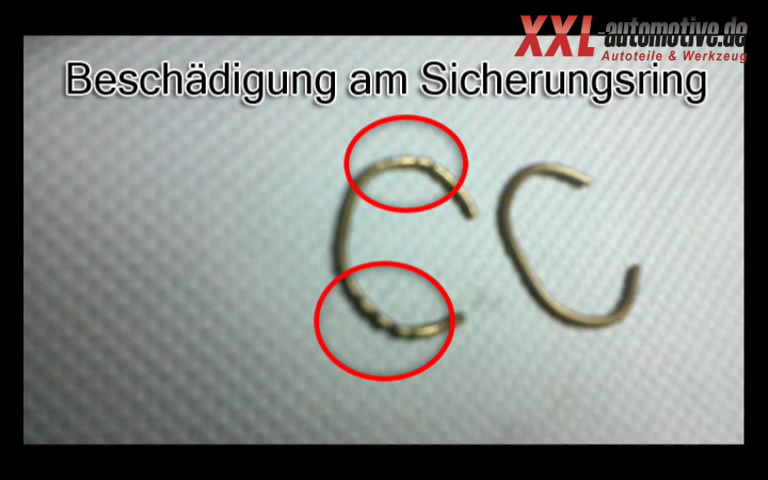 XXL-automotive.de
Autoteile & Werkzeug
Beschädigung am Sicherungsring